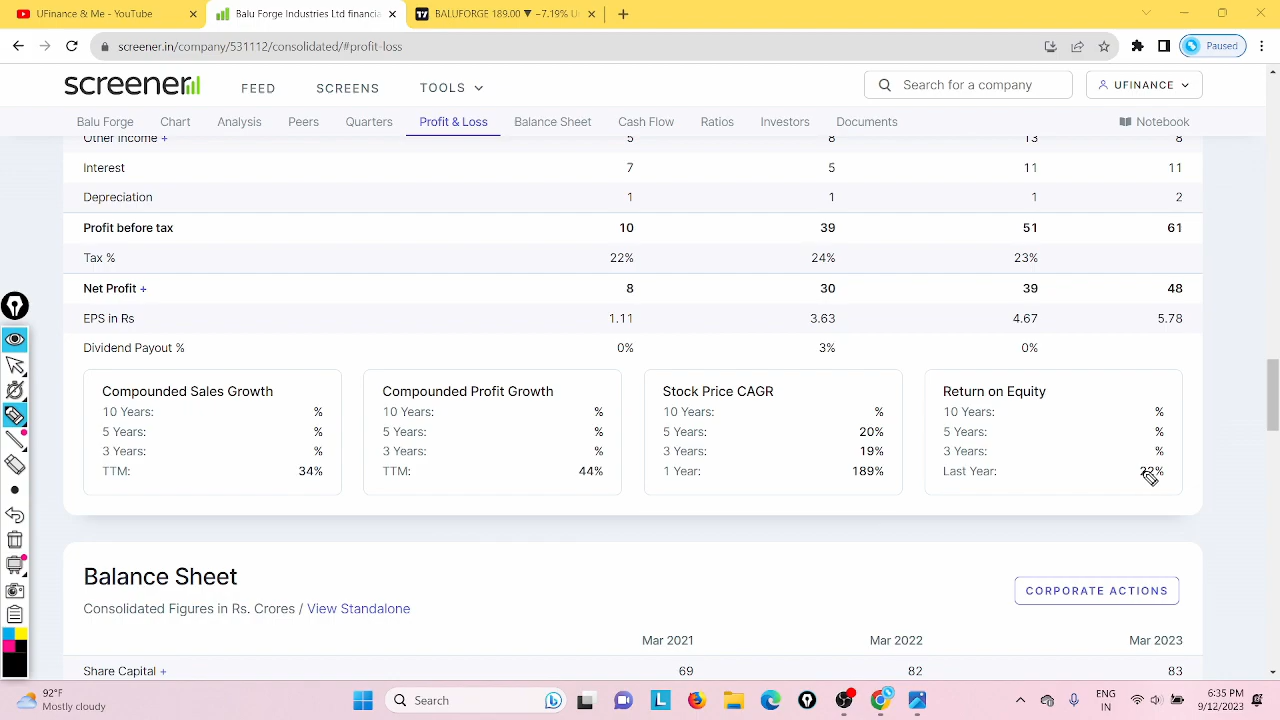 UFinance & Me - YouTube
Balu Forge Industries Ltd financia
BALUFORGE 189.00 ▼ −7.19% U
screener.in/company/531112/consolidated/#profit-loss
Paused
screener
FEED SCREENS TOOLS
Search for a company
UFINANCE
Balu Forge Chart Analysis Peers Quarters Profit & Loss Balance Sheet Cash Flow Ratios Investors Documents Notebook
Other Income + 5 8 13 8
Interest 7 5 11 11
Depreciation 1 1 1 2
Profit before tax 10 39 51 61
Tax % 22% 24% 23%
Net Profit + 8 30 39 48
EPS in Rs 1.11 3.63 4.67 5.78
Dividend Payout % 0% 3% 0%
Compounded Sales Growth
10 Years: %
5 Years: %
3 Years: %
TTM: 34%
Compounded Profit Growth
10 Years: %
5 Years: %
3 Years: %
TTM: 44%
Stock Price CAGR
10 Years: %
5 Years: 20%
3 Years: 19%
1 Year: 189%
Return on Equity
10 Years: %
5 Years: %
3 Years: %
Last Year:
Balance Sheet
Consolidated Figures in Rs. Crores / View Standalone
CORPORATE ACTIONS
Mar 2021 Mar 2022 Mar 2023
Share Capital + 69 82 83
92°F
Mostly cloudy
Search
ENG
IN
6:35 PM
9/12/2023